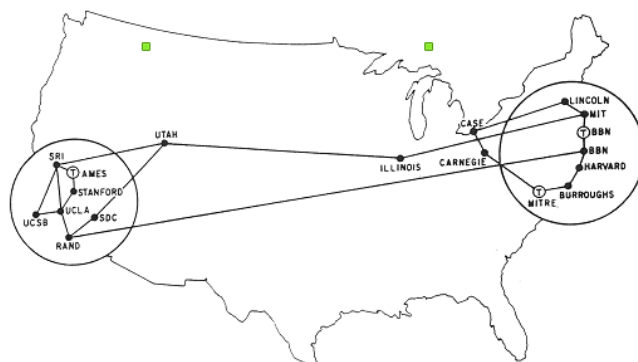 LINCOLN
MIT
CASE
T BBN
UTAH
BBN
SRI
T AMES
ILLINOIS
CARNEGIE
HARVARD
STANFORD
T
BURROUGHS
MITRE
UCSB
UCLA
SDC
RAND